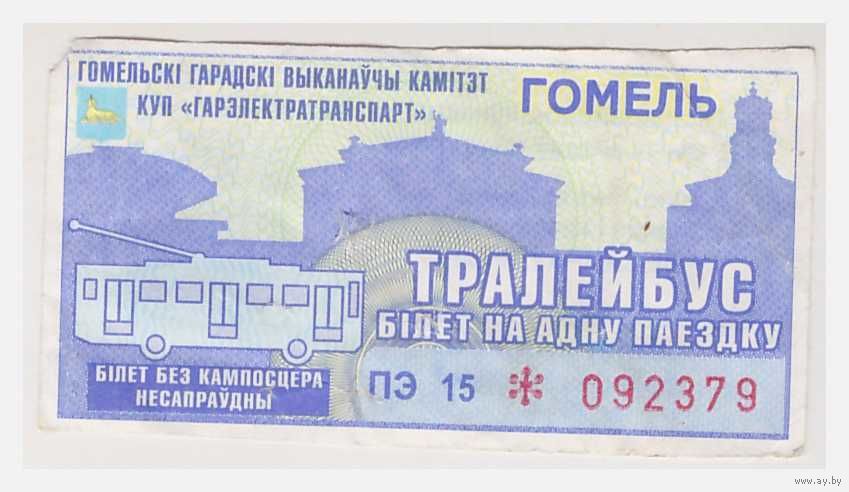 ГОМЕЛЬСКІ ГАРАДСКІ ВЫКАНАЎЧЫ КАМІТЭТ
КУП «ГАРЭЛЕКТРАТРАНСПАРТ»
ГОМЕЛЬ
ТРАЛЕЙБУС
БІЛЕТ НА АДНУ ПАЕЗДКУ
БІЛЕТ БЕЗ КАМПОСЦЕРА
НЕСАПРАЎДНЫ
ПЭ 15 * 092379
www.ay.by